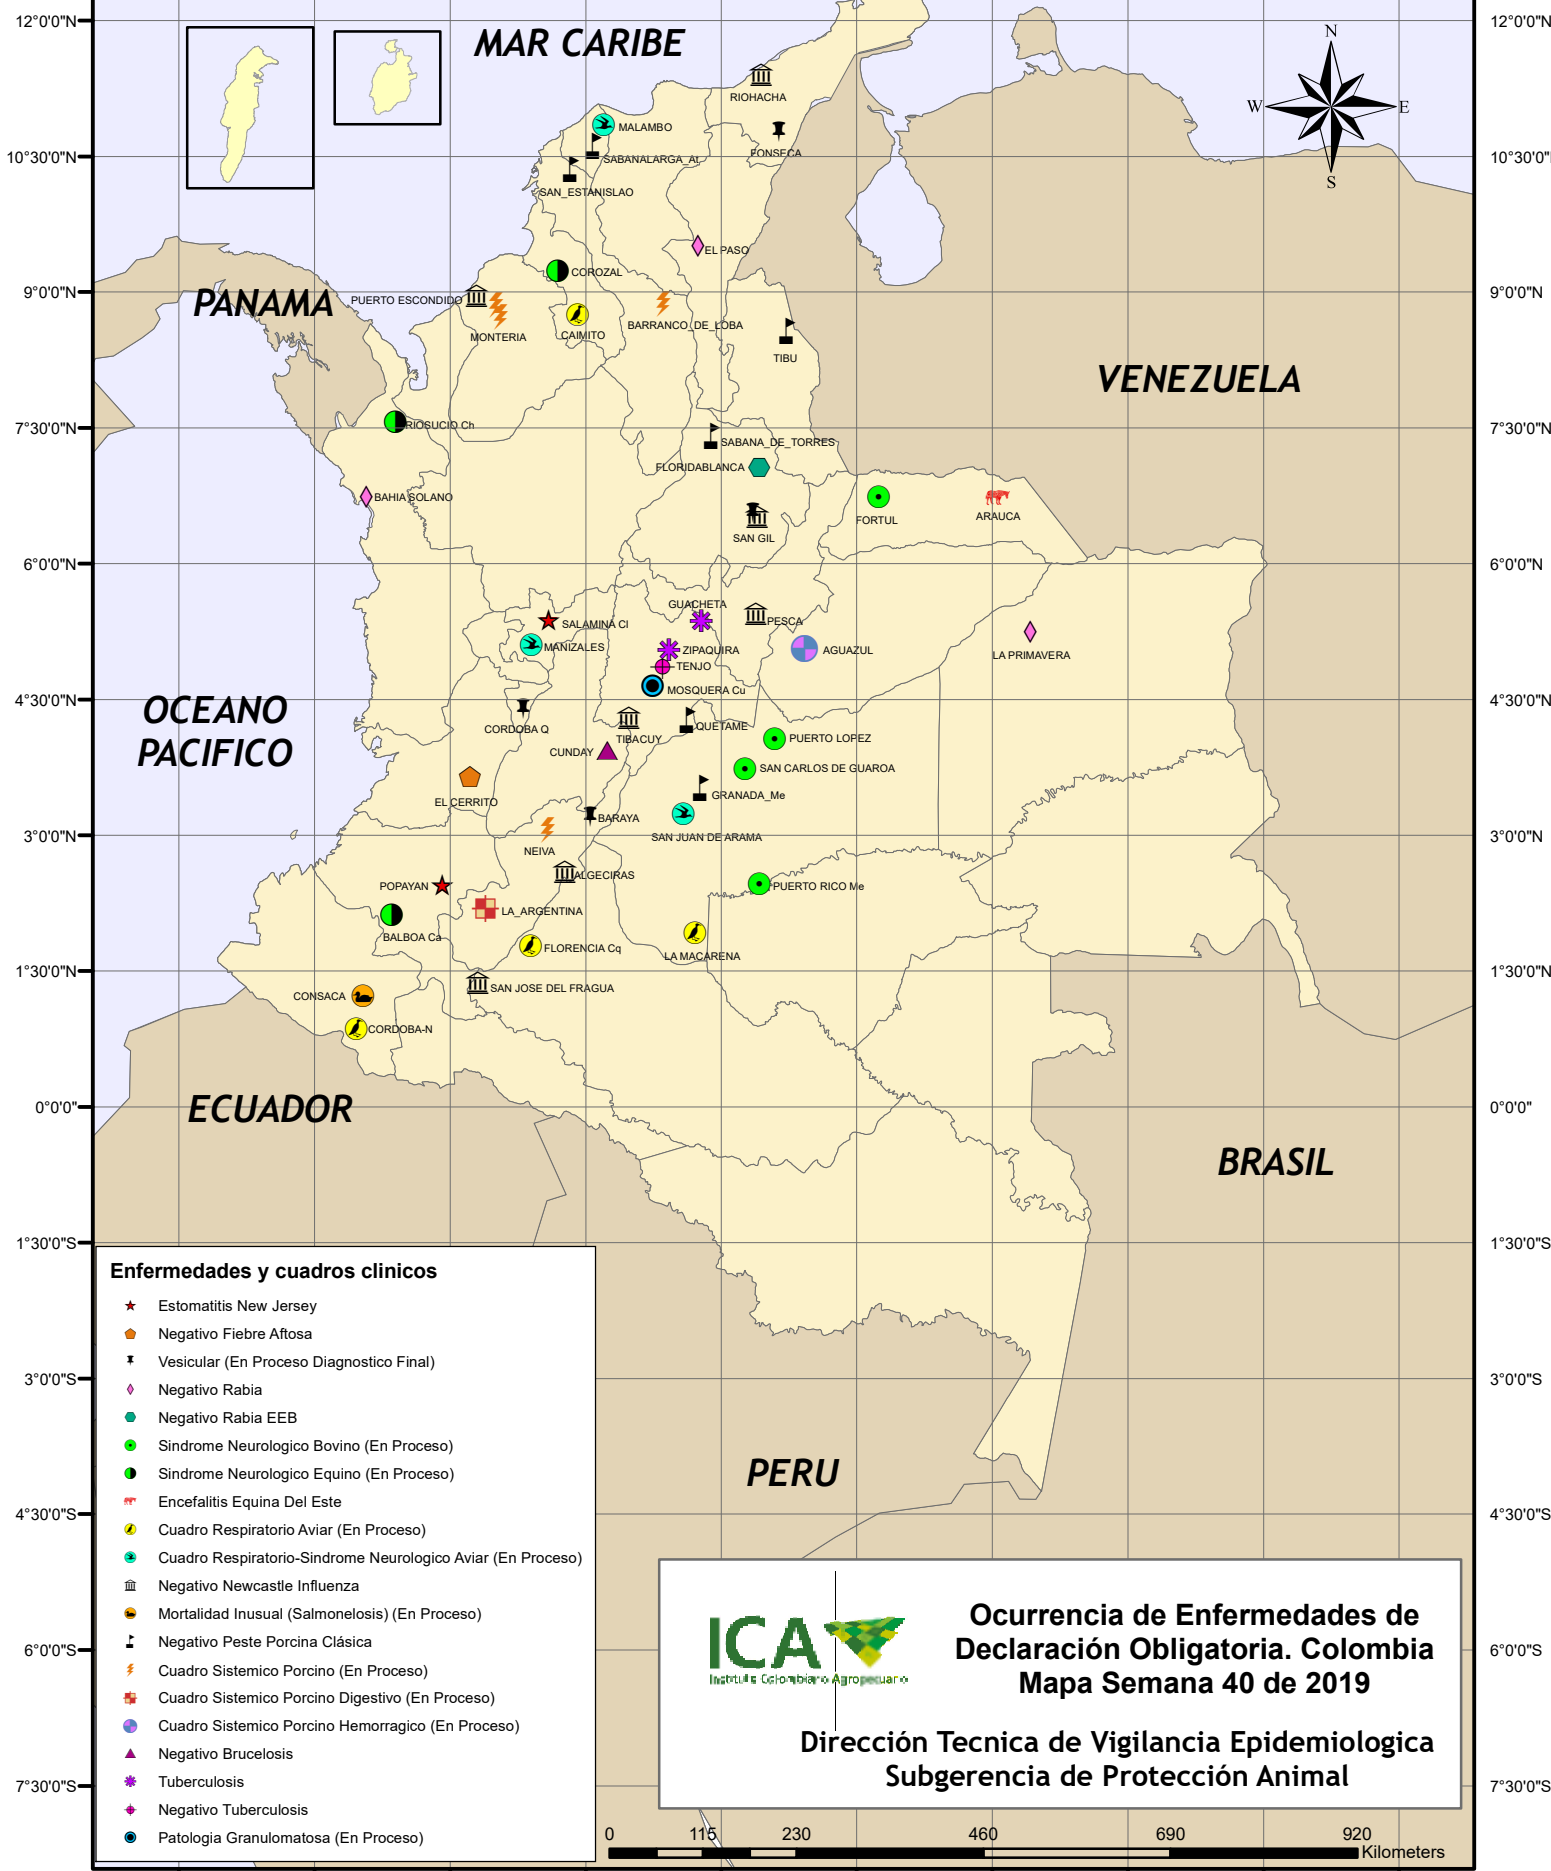 12°0'0"N
12°0'0"N
MAR CARIBE
N
W
E
S
RIOHACHA
MALAMBO
FONSECA
10°30'0"N
SABANALARGA_At
SAN_ESTANISLAO
EL PASO
COROZAL
9°0'0"N
9°0'0"N
PANAMA
PUERTO ESCONDIDO
MONTERIA
CAIMITO
BARRANCO_DE_LOBA
TIBU
VENEZUELA
7°30'0"N
7°30'0"N
RIOSUCIO Ch
SABANA_DE_TORRES
FLORIDABLANCA
BAHIA SOLANO
FORTUL
ARAUCA
SAN GIL
6°0'0"N
6°0'0"N
GUACHETA
SALAMINA Cl
PESCA
MANIZALES
ZIPAQUIRA
AGUAZUL
LA PRIMAVERA
TENJO
MOSQUERA Cu
4°30'0"N
4°30'0"N
OCEANO
PACIFICO
CORDOBA Q
TIBACUY
QUETAME
PUERTO LOPEZ
CUNDAY
SAN CARLOS DE GUAROA
EL CERRITO
GRANADA_Me
BARAYA
3°0'0"N
3°0'0"N
NEIVA
SAN JUAN DE ARAMA
ALGECIRAS
POPAYAN
PUERTO RICO Me
LA_ARGENTINA
BALBOA Ca
FLORENCIA Cq
LA MACARENA
1°30'0"N
1°30'0"N
SAN JOSE DEL FRAGUA
CONSACA
CORDOBA-N
ECUADOR
0°0'0"
0°0'0"
BRASIL
1°30'0"S
1°30'0"S
Enfermedades y cuadros clinicos
Estomatitis New Jersey
Negativo Fiebre Aftosa
Vesicular (En Proceso Diagnostico Final)
3°0'0"S
3°0'0"S
Negativo Rabia
Negativo Rabia EEB
Sindrome Neurologico Bovino (En Proceso)
Sindrome Neurologico Equino (En Proceso)
PERU
Encefalitis Equina Del Este
4°30'0"S
4°30'0"S
Cuadro Respiratorio Aviar (En Proceso)
Cuadro Respiratorio-Sindrome Neurologico Aviar (En Proceso)
Negativo Newcastle Influenza
Mortalidad Inusual (Salmonelosis) (En Proceso)
Negativo Peste Porcina Clásica
6°0'0"S
6°0'0"S
Cuadro Sistemico Porcino (En Proceso)
Cuadro Sistemico Porcino Digestivo (En Proceso)
Cuadro Sistemico Porcino Hemorragico (En Proceso)
Negativo Brucelosis
Tuberculosis
7°30'0"S
7°30'0"S
Negativo Tuberculosis
Patologia Granulomatosa (En Proceso)
ICA
Instituto Colombiano Agropecuario
Ocurrencia de Enfermedades de
Declaración Obligatoria. Colombia
Mapa Semana 40 de 2019
Dirección Tecnica de Vigilancia Epidemiologica
Subgerencia de Protección Animal
0 115 230 460 690 920
Kilometers